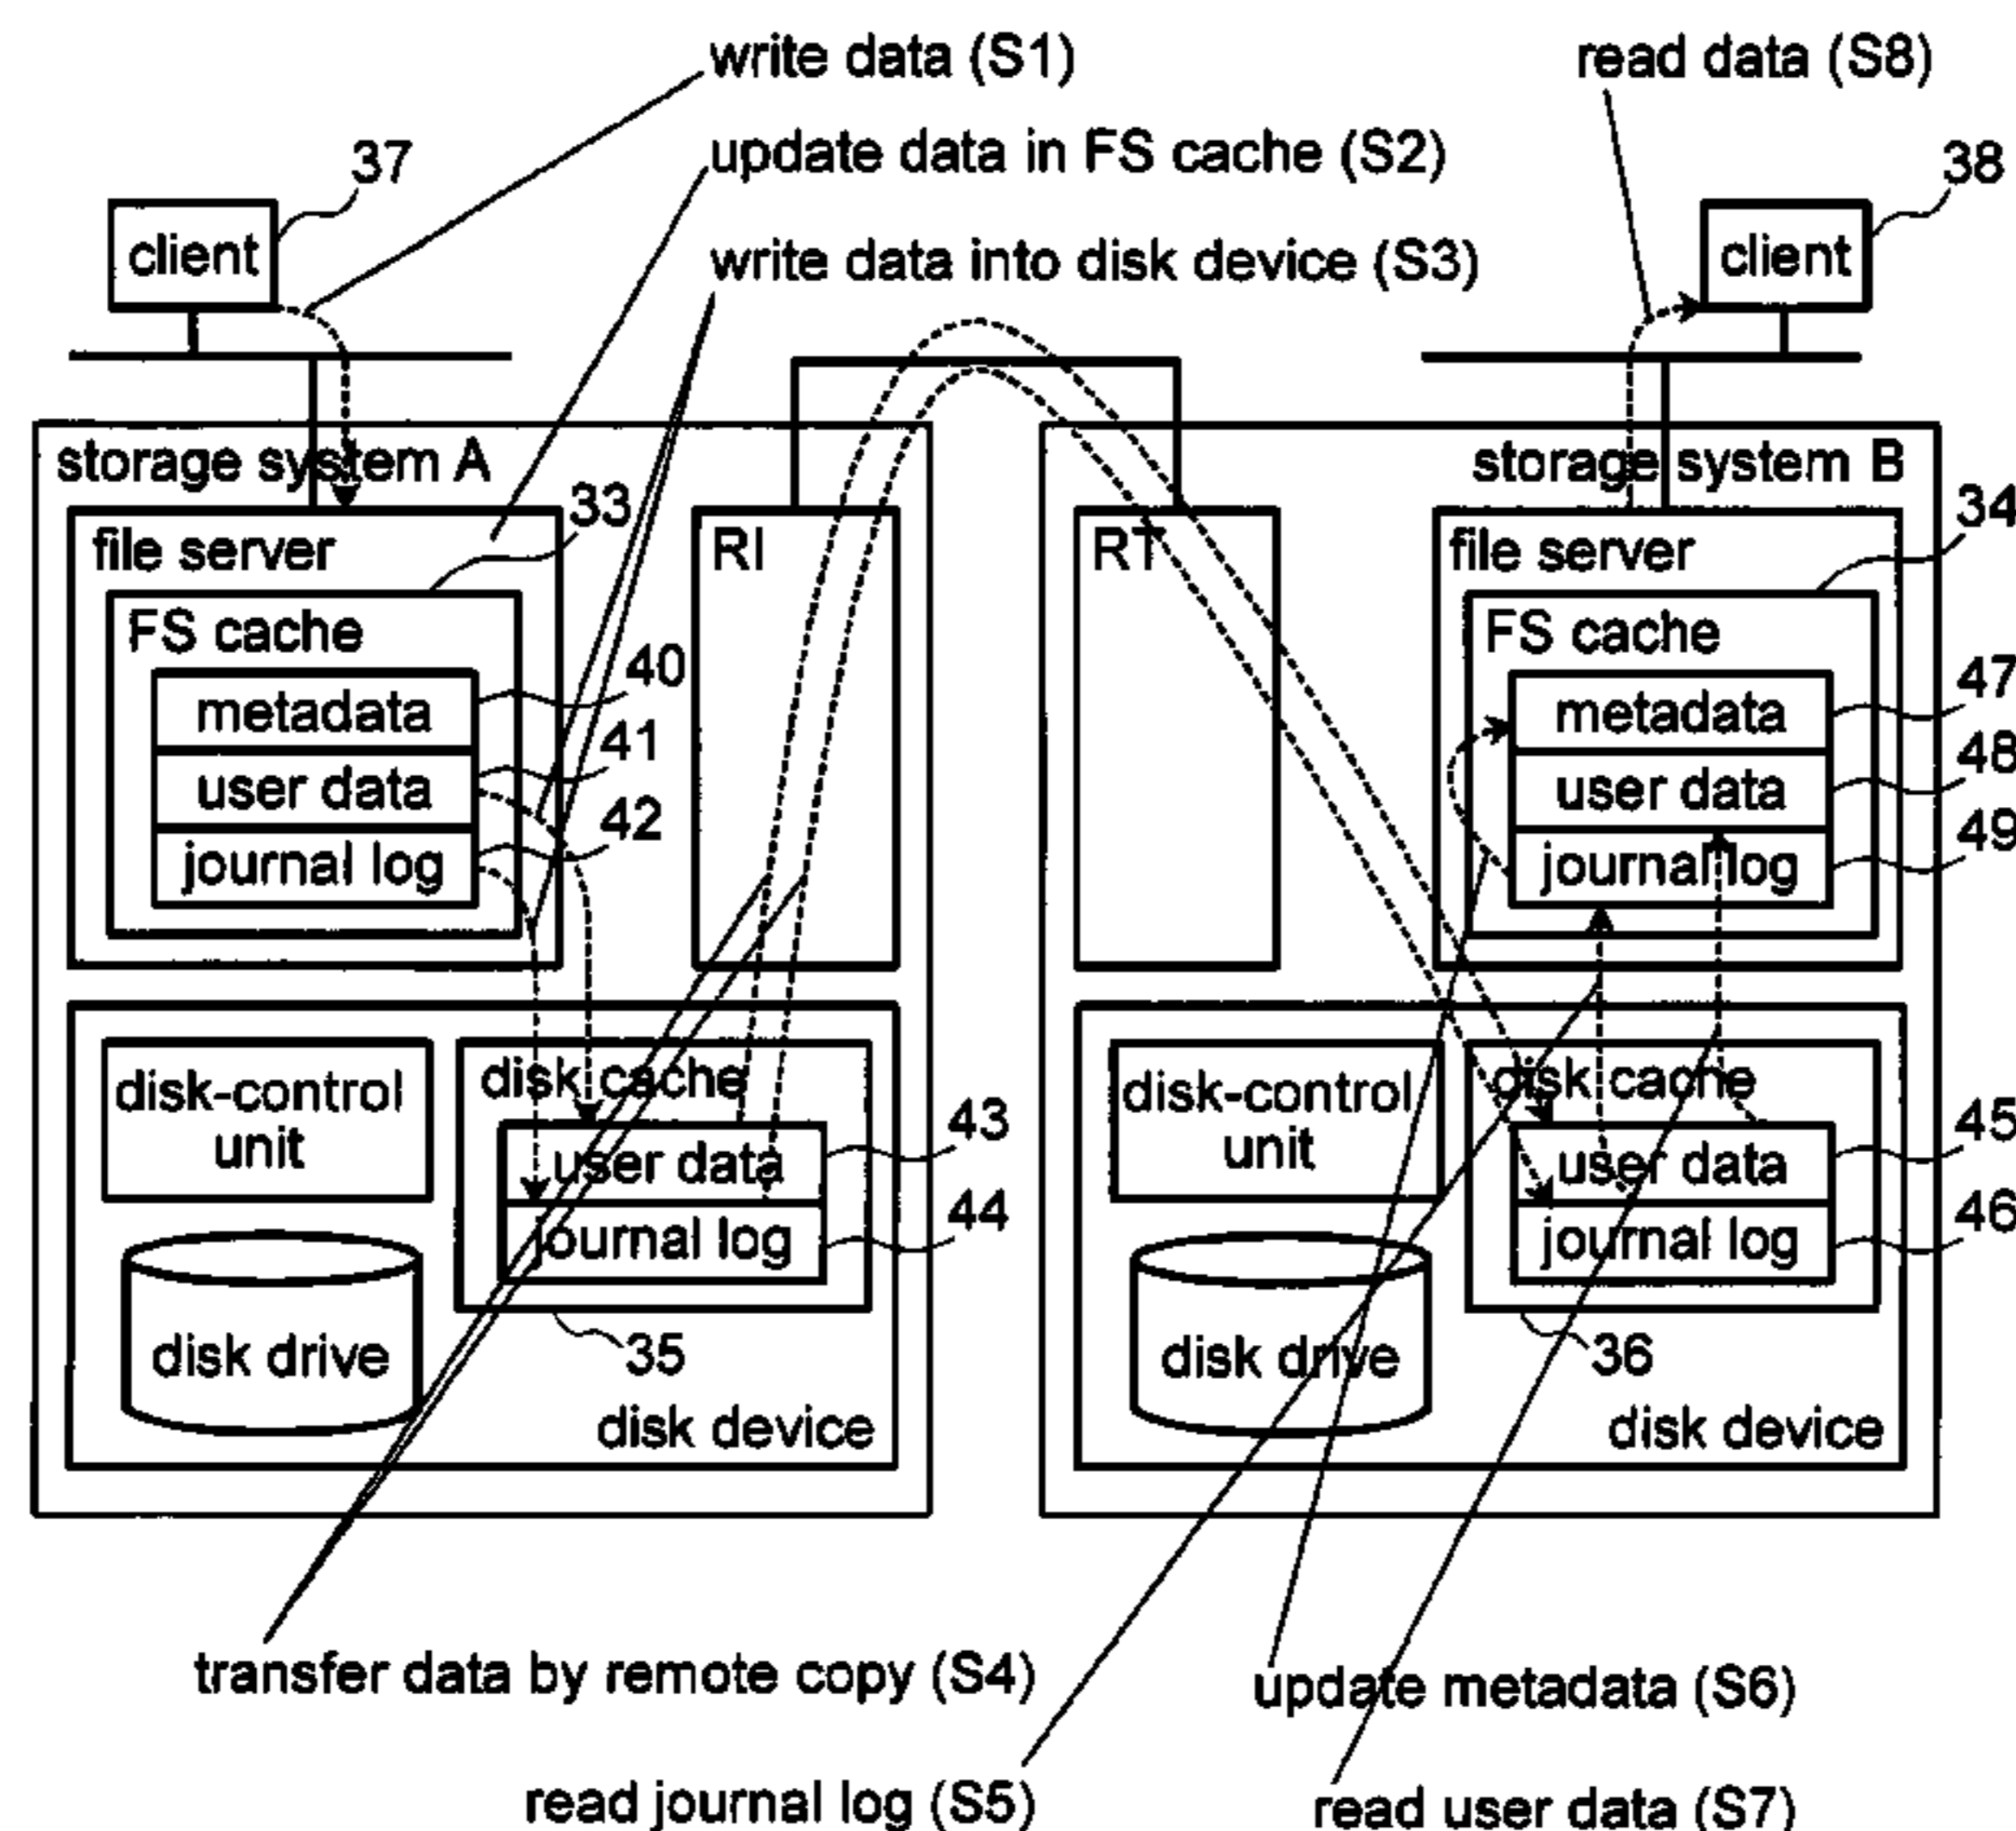 write data (S1)
read data (S8)
update data in FS cache (S2)
37
38
client
write data into disk device (S3)
client
storage system A
storage system B
33
34
file server
RI
RT
file server
FS cache
FS cache
40
47
metadata
metadata
41
48
user data
user data
42
49
journal log
journal log
disk-control
unit
disk cache
disk-control
unit
disk cache
43
45
user data
user data
44
46
journal log
journal log
disk drive
35
disk drive
36
disk device
disk device
transfer data by remote copy (S4)
update metadata (S6)
read journal log (S5)
read user data (S7)